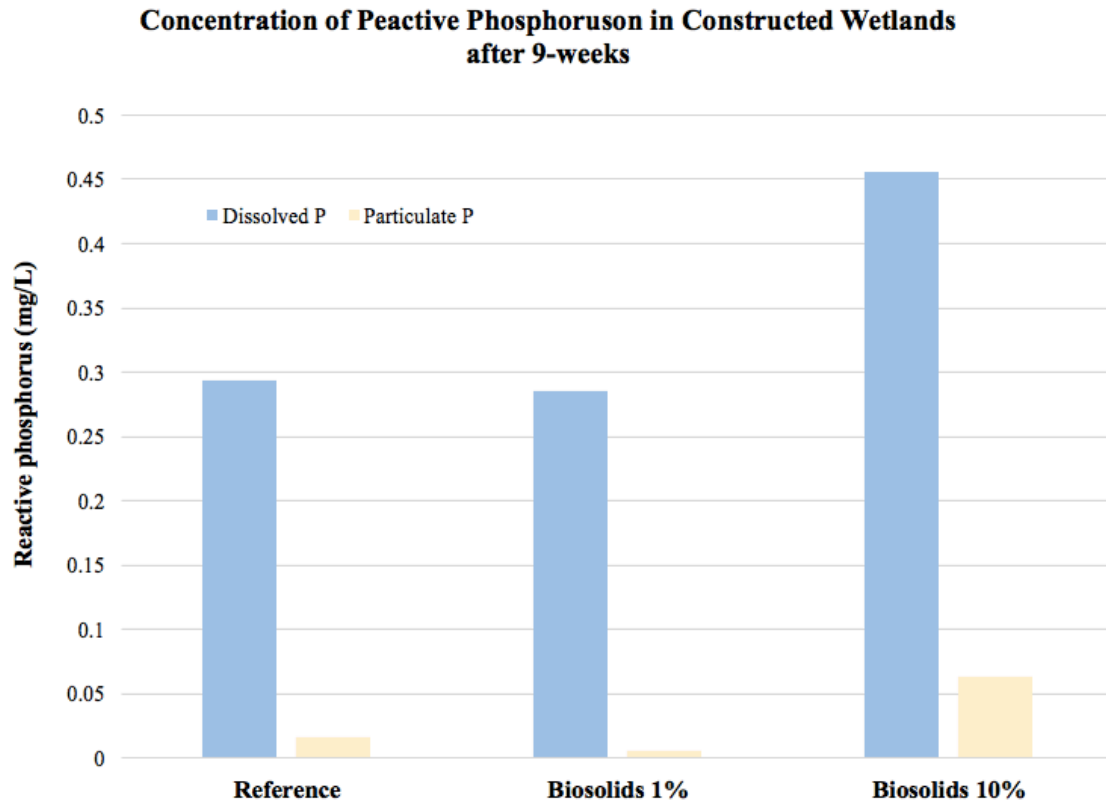 Concentration of Peactive Phosphoruson in Constructed Wetlands
after 9-weeks
0.5
0.45
Dissolved P Particulate P
0.4
0.35
0.3
0.25
0.2
0.15
0.1
0.05
0
Reactive phosphorus (mg/L)
Reference Biosolids 1% Biosolids 10%